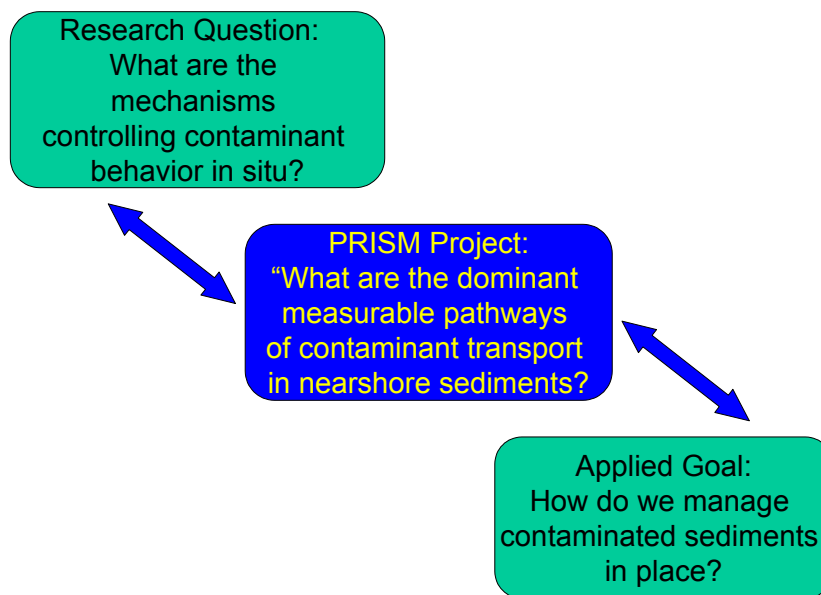 Research Question:
What are the
mechanisms
controlling contaminant
behavior in situ?
PRISM Project:
“What are the dominant
measurable pathways
of contaminant transport
in nearshore sediments?
Applied Goal:
How do we manage
contaminated sediments
in place?